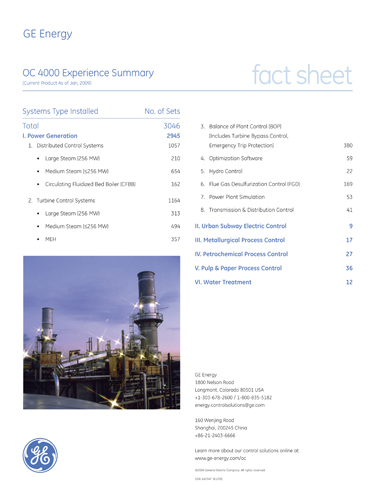 GE Energy
OC 4000 Experience Summary
(Current Product As of Jan., 2009)
fact sheet
Systems Type Installed No. of Sets
Total 3046
I. Power Generation 2945
1. Distributed Control Systems 1057
• Large Steam (256 MW) 210
• Medium Steam (≤256 MW) 654
• Circulating Fluidized Bed Boiler (CFBB) 162
2. Turbine Control Systems 1164
• Large Steam (256 MW) 313
• Medium Steam (≤256 MW) 494
• MEH 357
3. Balance of Plant Control (BOP)
(Includes Turbine Bypass Control,
Emergency Trip Protection) 380
4. Optimization Software 59
5. Hydro Control 22
6. Flue Gas Desulfurization Control (FGD) 169
7. Power Plant Simulation 53
8. Transmission & Distribution Control 41
II. Urban Subway Electric Control 9
III. Metallurgical Process Control 17
IV. Petrochemical Process Control 27
V. Pulp & Paper Process Control 36
VI. Water Treatment 12
GE Energy
1800 Nelson Road
Longmont, Colorado 80501 USA
+1-303-678-2600 / 1-800-835-5182
energy.controlsolutions@ge.com
160 Wenjing Road
Shanghai, 200245 China
+86-21-2403-6666
Learn more about our control solutions online at:
www.ge-energy.com/oc
©2009 General Electric Company. All rights reserved.